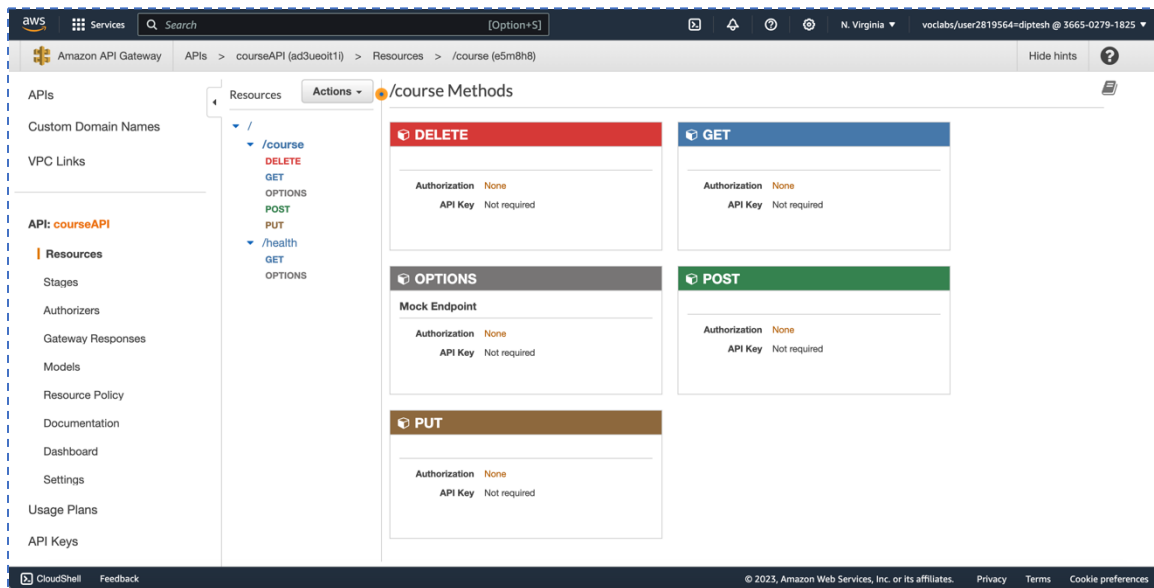 aws Services Search [Option+S] N. Virginia voclabs/user2819564=diptesh @ 3665-0279-1825
Amazon API Gateway APIs > courseAPI (ad3ueoit1i) > Resources > /course (e5m8h8) Hide hints
APIs
Custom Domain Names
VPC Links
API: courseAPI
Resources
Stages
Authorizers
Gateway Responses
Models
Resource Policy
Documentation
Dashboard
Settings
Usage Plans
API Keys
Resources Actions
/
/course
DELETE
GET
OPTIONS
POST
PUT
/health
GET
OPTIONS
/course Methods
DELETE
Authorization None
API Key Not required
GET
Authorization None
API Key Not required
OPTIONS
Mock Endpoint
Authorization None
API Key Not required
POST
Authorization None
API Key Not required
PUT
Authorization None
API Key Not required
CloudShell Feedback © 2023, Amazon Web Services, Inc. or its affiliates. Privacy Terms Cookie preferences